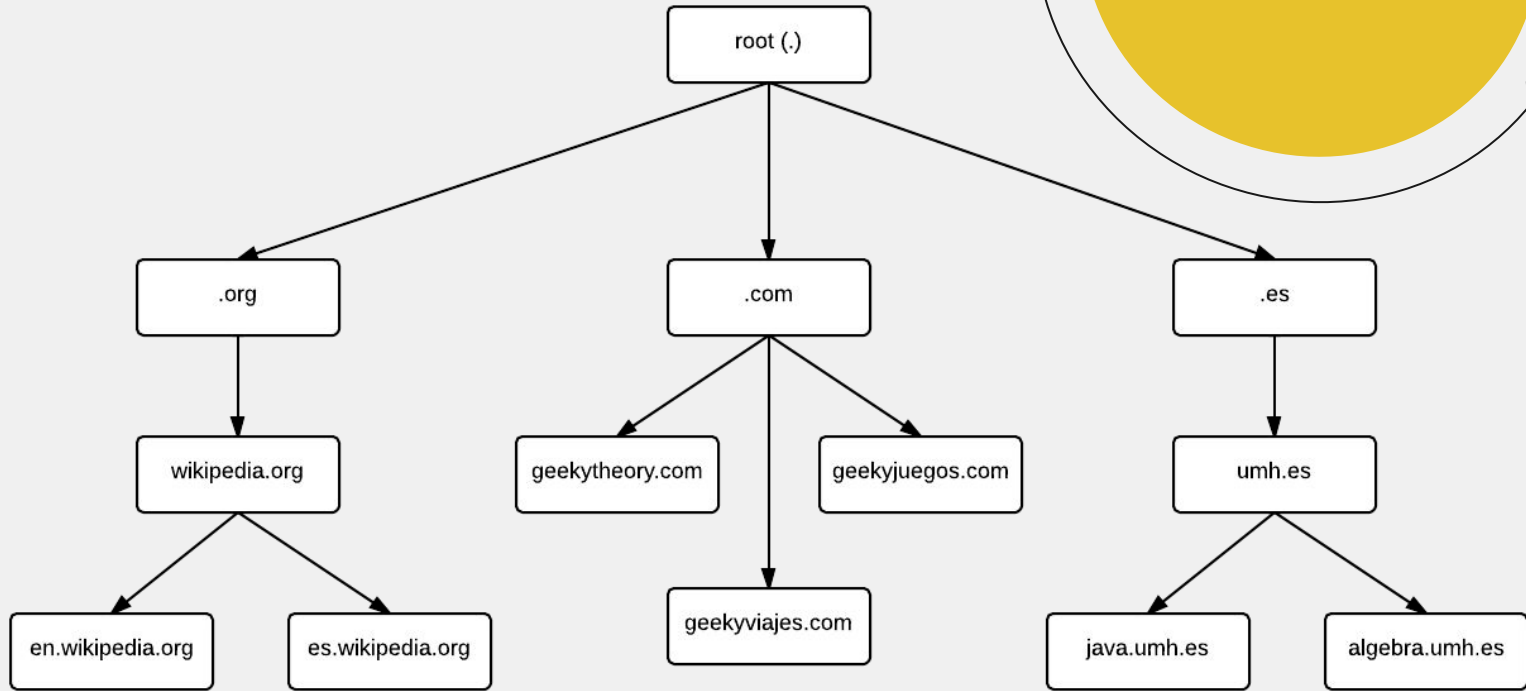 root (.)
.org
.com
.es
wikipedia.org
geekytheory.com
geekyjuegos.com
umh.es
geekyviajes.com
en.wikipedia.org
es.wikipedia.org
java.umh.es
algebra.umh.es